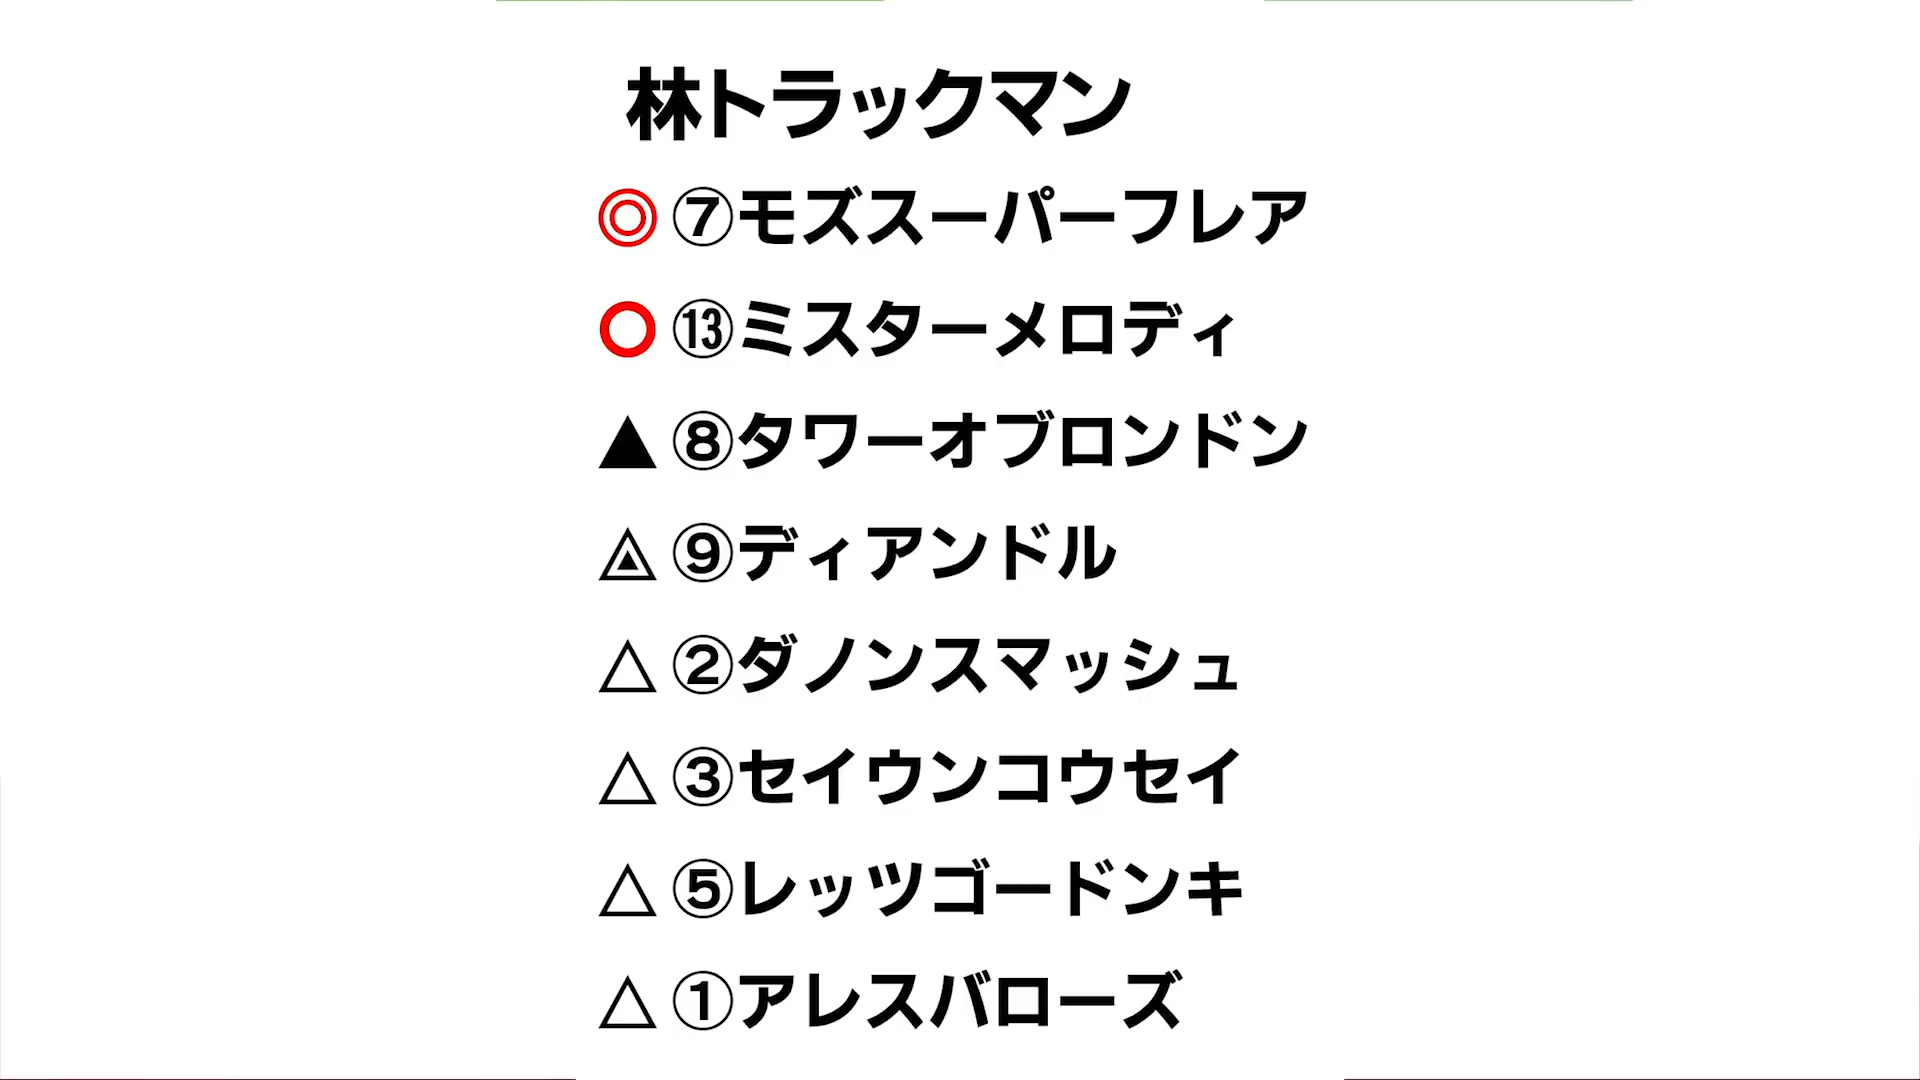 林トラックマン
◎⑦モズスーパーフレア
○⑬ミスターメロディ
▲⑧タワーオブロンドン
◬⑨ディアンドル
△②ダノンスマッシュ
△③セイウンコウセイ
△⑤レッツゴードンキ
△①アレスバローズ